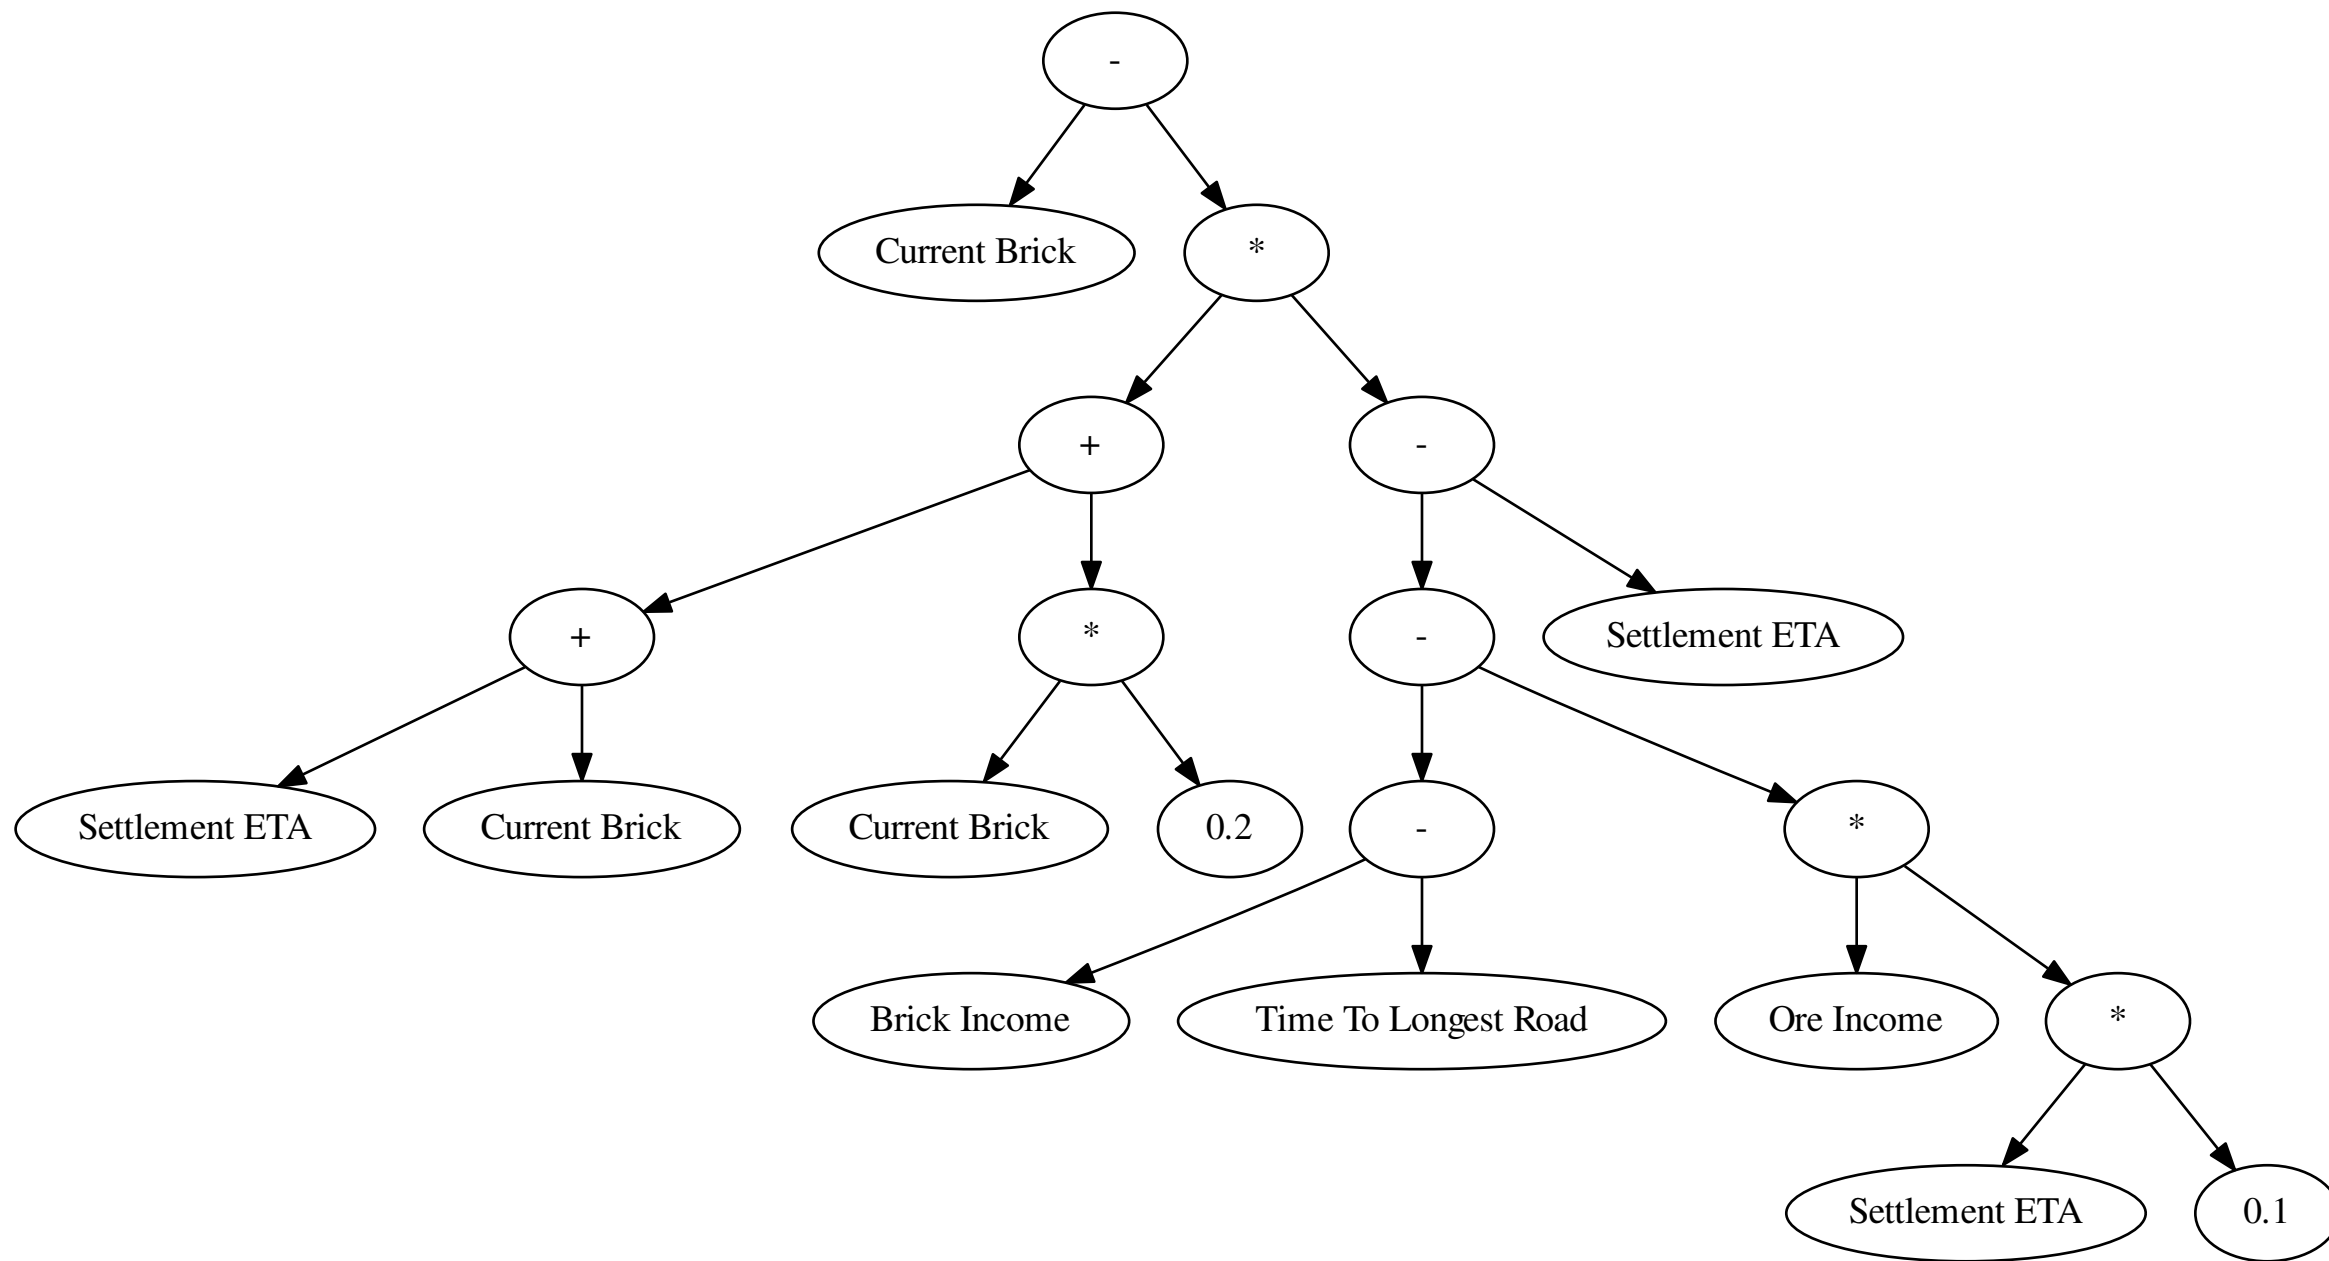 -
Current Brick
*
+
-
+
*
-
Settlement ETA
Settlement ETA
Current Brick
Current Brick
0.2
-
*
Brick Income
Time To Longest Road
Ore Income
*
Settlement ETA
0.1